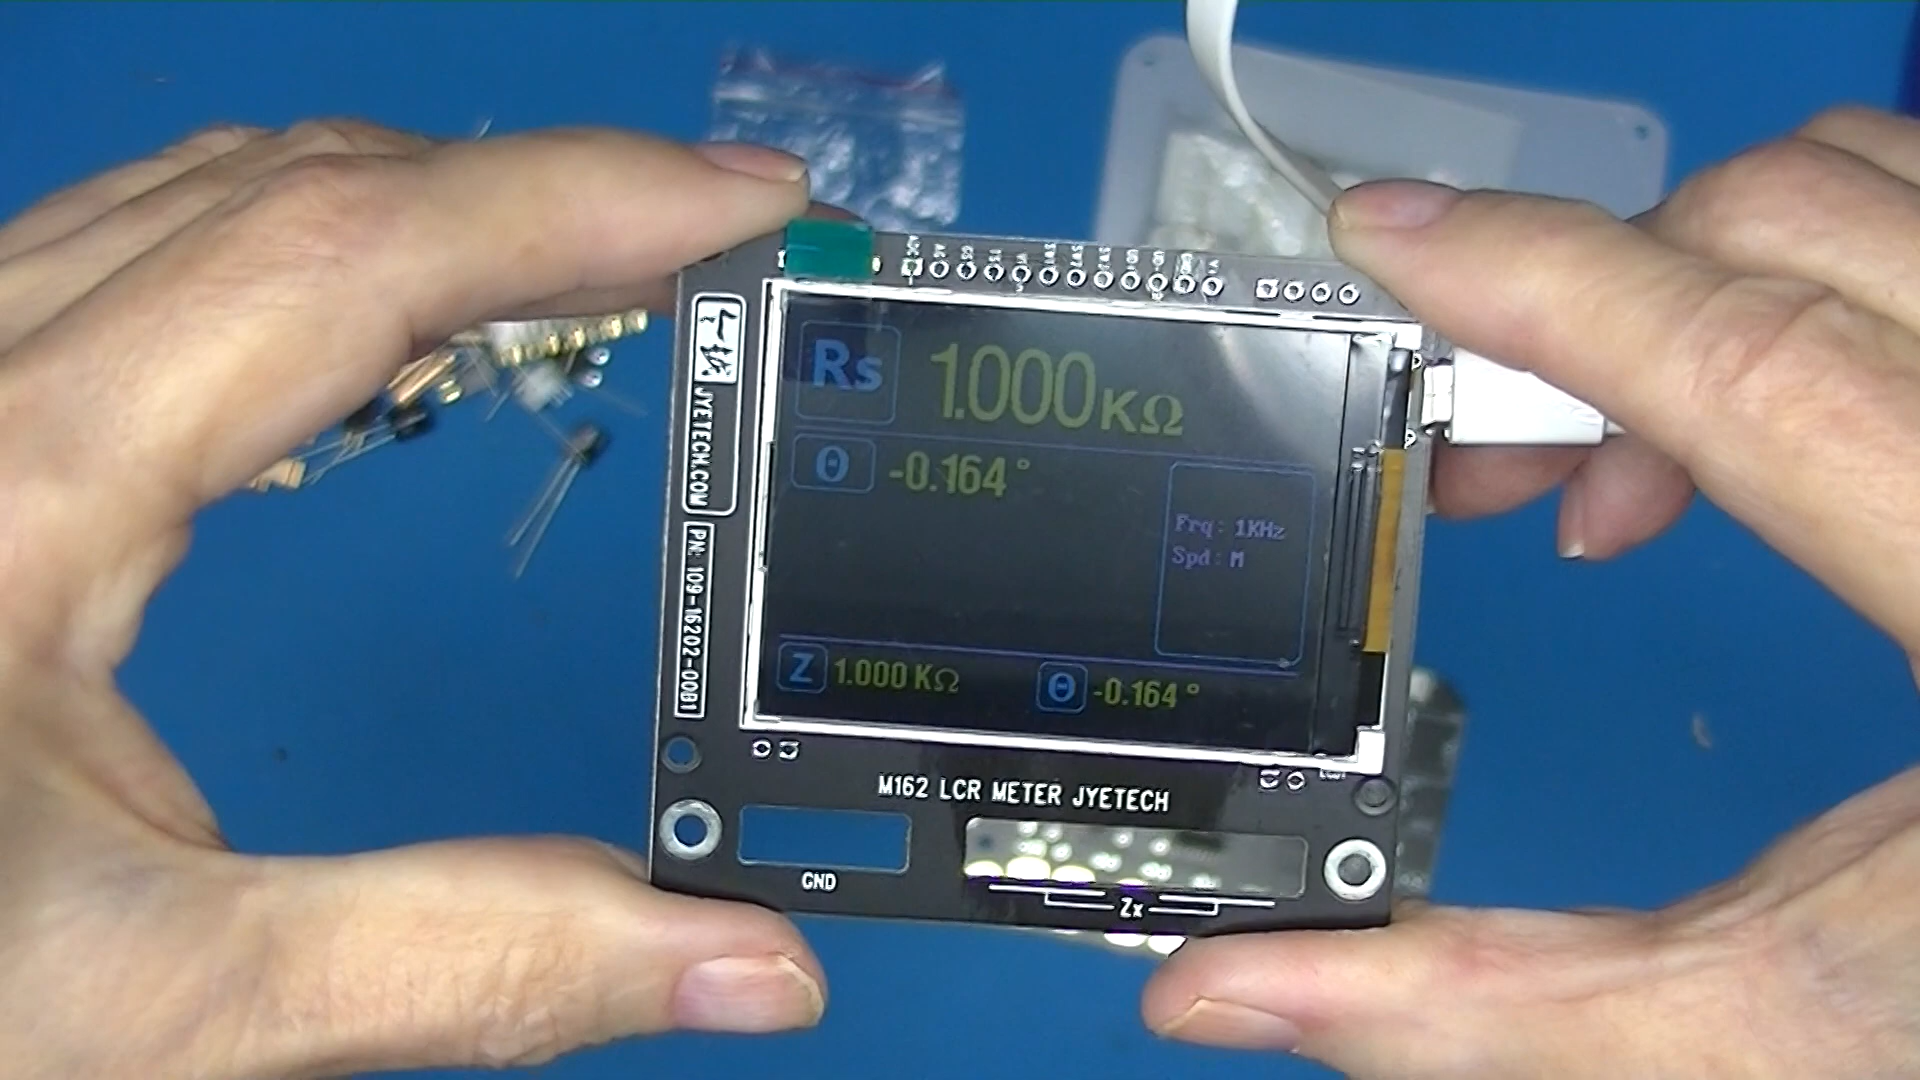 Rs 1.000KΩ
Θ -0.164°
Frq: 1KHz
Spd: M
Z 1.000 KΩ Θ -0.164°
JYETECH.COM
PN: 109-16202-00B1
M162 LCR METER JYETECH
GND
Zx